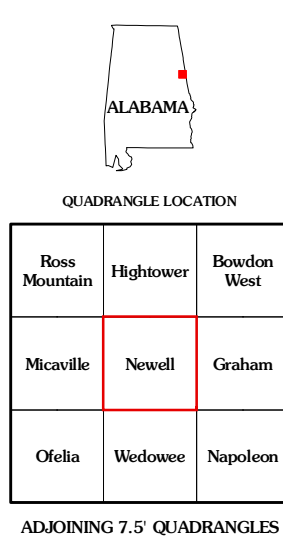 ALABAMA
QUADRANGLE LOCATION
Ross
Mountain
Hightower
Bowdon
West
Micaville
Newell
Graham
Ofelia
Wedowee
Napoleon
ADJOINING 7.5' QUADRANGLES